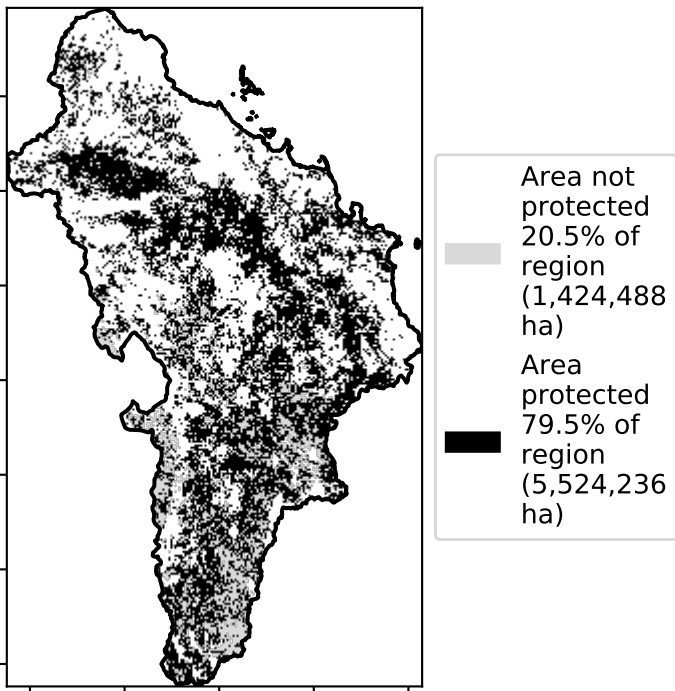 Area not
protected
20.5% of
region
(1,424,488
ha)
Area
protected
79.5% of
region
(5,524,236
ha)